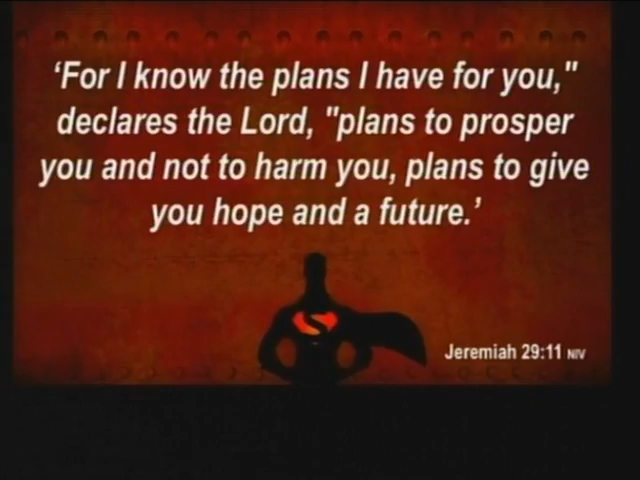 ‘For I know the plans I have for you,"
declares the Lord, "plans to prosper
you and not to harm you, plans to give
you hope and a future.’
S
Jeremiah 29:11 NIV